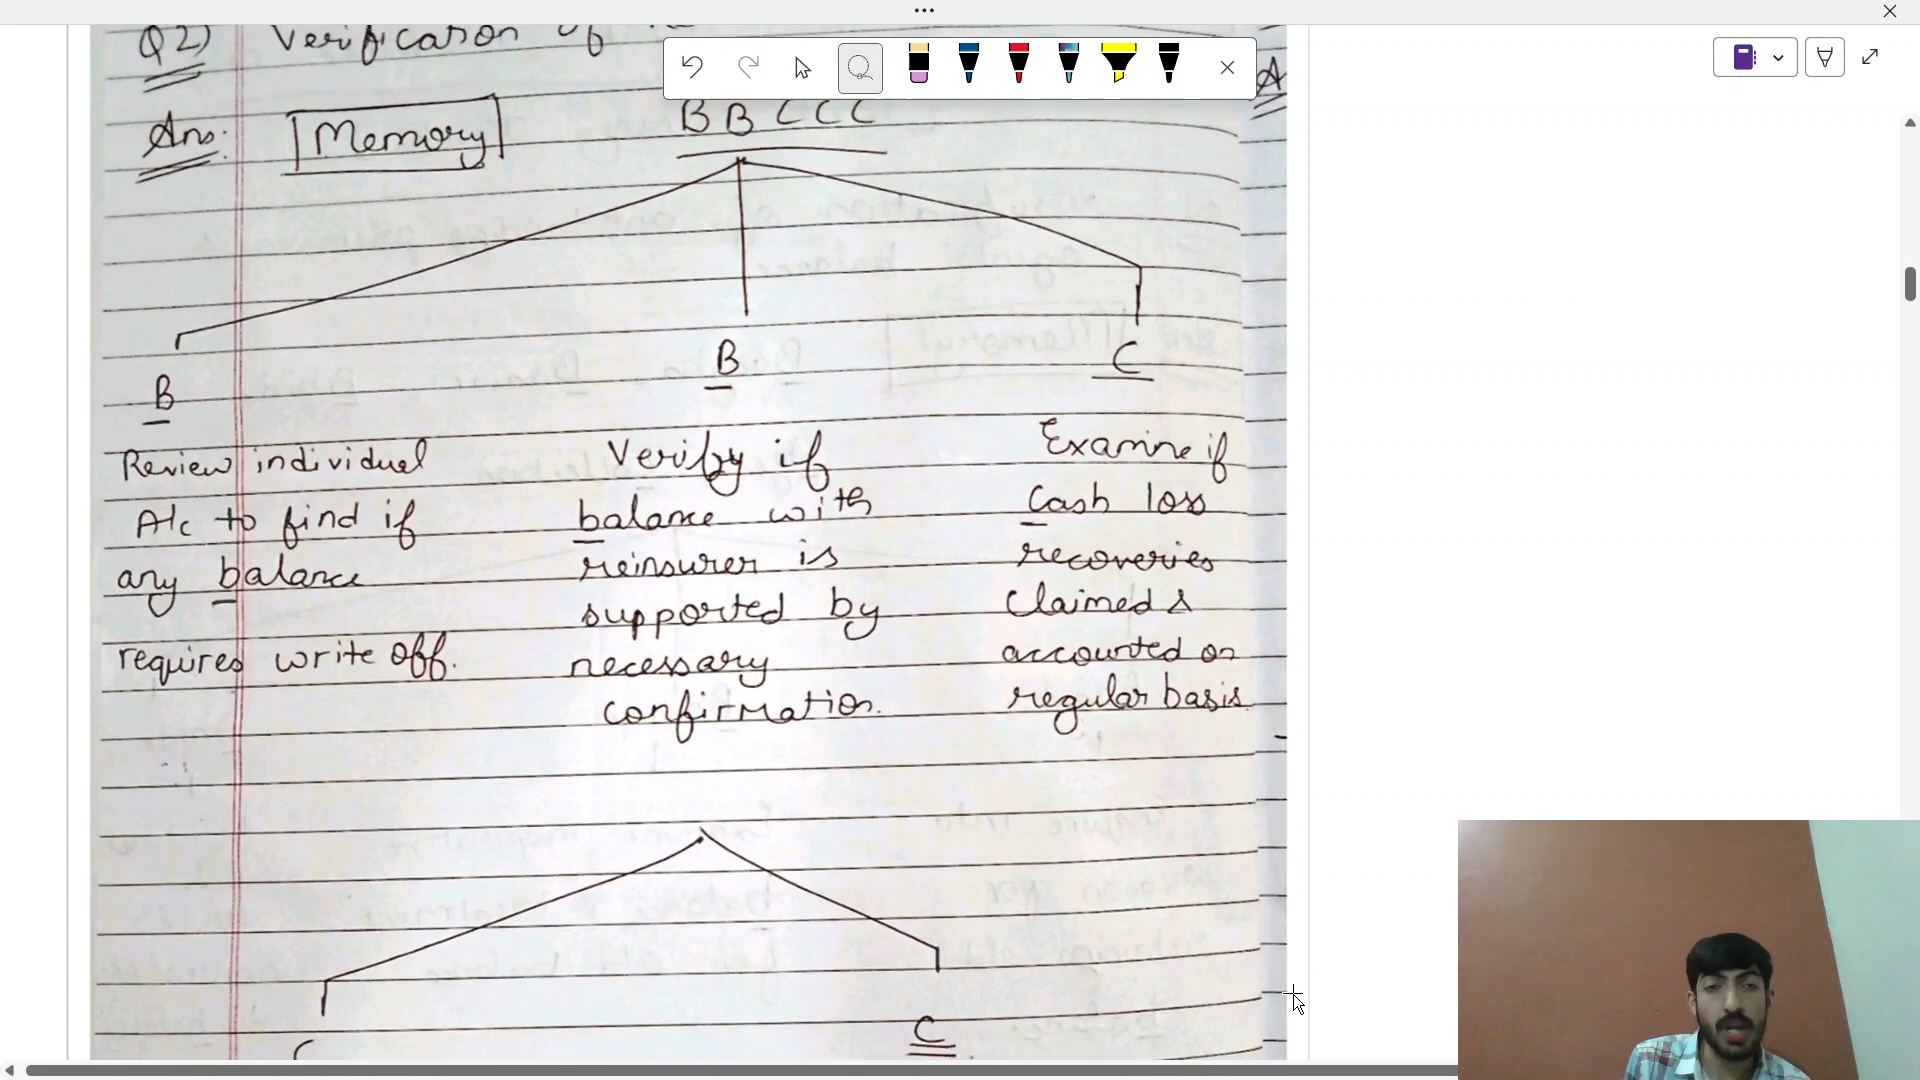 Q2) Verification of
Ans: Memory BBCCC
B B C
Review individual
A/c to find if
any balance
requires write off.
Verify if
balance with
reinsurer is
supported by
necessary
confirmation.
Examine if
Cash loss
recoveries
Claimed &
accounted on
regular basis.
C C
A